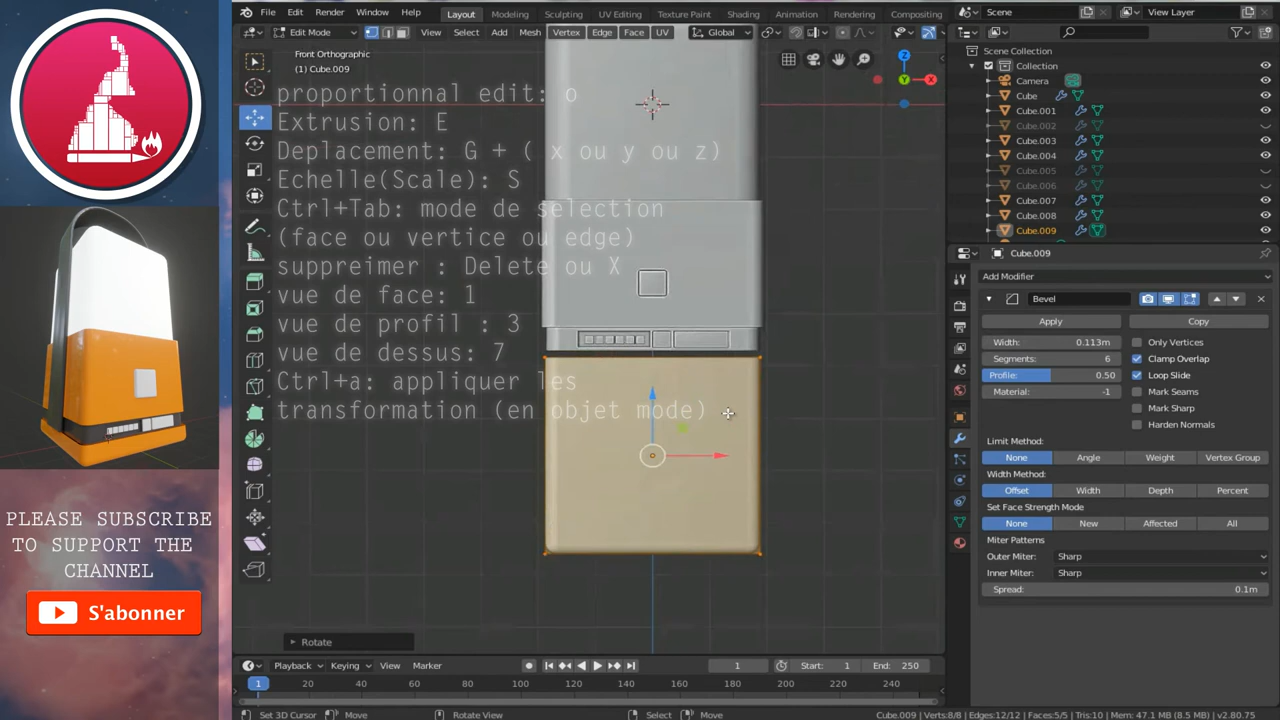 File Edit Render Window Help Layout Modeling Sculpting UV Editing Texture Paint Shading Animation Rendering Compositing Scene View Layer
Edit Mode View Select Add Mesh Vertex Edge Face UV Global
Front Orthographic
(1) Cube.009
Z
X
Y
proportionnal edit: o
Extrusion: E
Deplacement: G + ( x ou y ou z)
Echelle(Scale): S
Ctrl+Tab: mode de selection
(face ou vertice ou edge)
suppreimer : Delete ou X
vue de face: 1
vue de profil : 3
vue de dessus: 7
Ctrl+a: appliquer les
transformation (en objet mode)
Rotate
Scene Collection
Collection
Camera
Cube
Cube.001
Cube.002
Cube.003
Cube.004
Cube.005
Cube.006
Cube.007
Cube.008
Cube.009
Cube.009
Add Modifier
Bevel
Apply Copy
Width: 0.113m Only Vertices
Segments: 6 Clamp Overlap
Profile: 0.50 Loop Slide
Material: -1 Mark Seams
Mark Sharp
Harden Normals
Limit Method:
None Angle Weight Vertex Group
Width Method:
Offset Width Depth Percent
Set Face Strength Mode
None New Affected All
Miter Patterns
Outer Miter: Sharp
Inner Miter: Sharp
Spread: 0.1m
PLEASE SUBSCRIBE
TO SUPPORT THE
CHANNEL
S'abonner
Playback Keying View Marker 1 Start: 1 End: 250
1 20 40 60 80 100 120 140 160 180 200 220 240
Set 3D Cursor Move Rotate View Select Move Cube.009 | Verts:8/8 | Edges:12/12 | Faces:5/5 | Tris:10 | Mem: 47.1 MB (8.5 MB) | v2.80.75